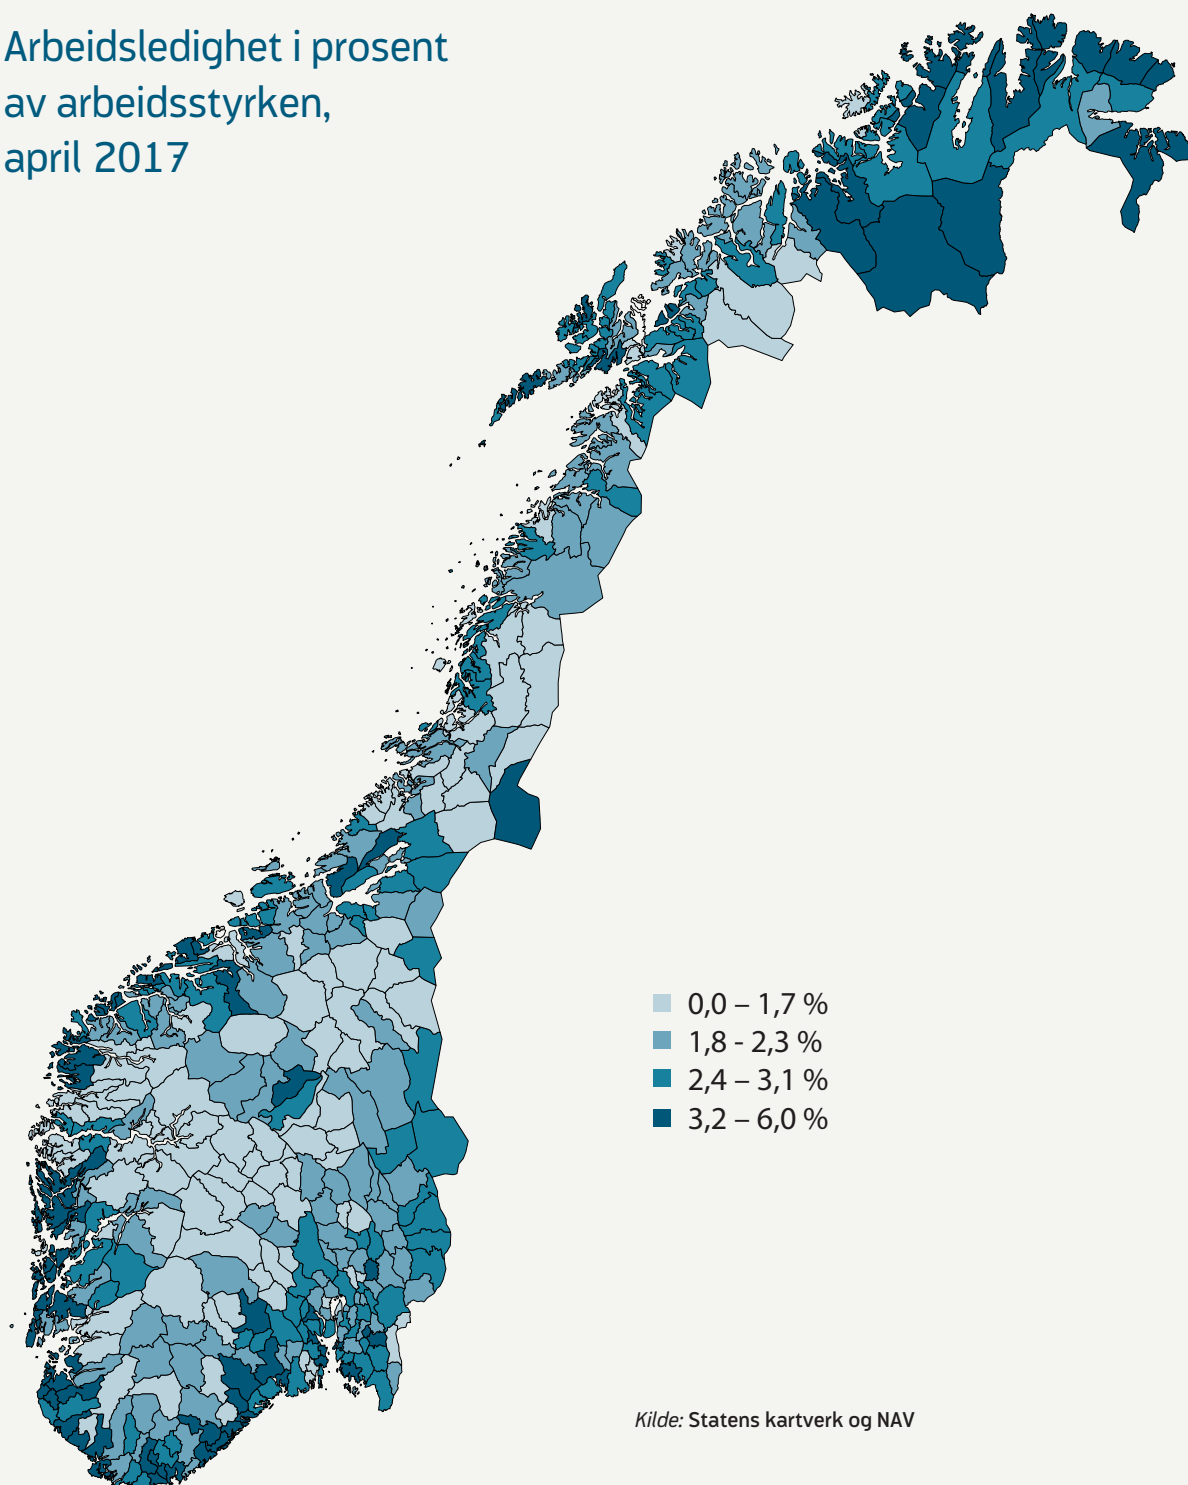 Arbeidsledighet i prosent
av arbeidsstyrken,
april 2017
0,0 – 1,7 %
1,8 - 2,3 %
2,4 – 3,1 %
3,2 – 6,0 %
Kilde: Statens kartverk og NAV